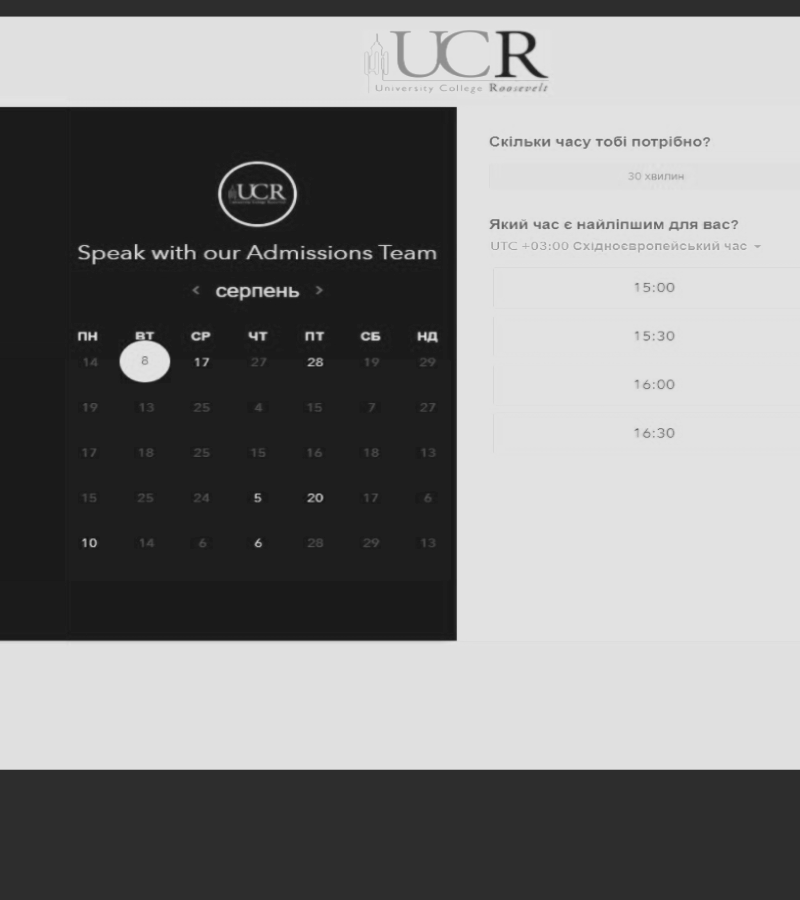 UCR
University College Roosevelt
UCR
Speak with our Admissions Team
< серпень >
ПН ВТ СР ЧТ ПТ СБ НД
14 8 17 27 28 19 29
19 13 25 4 15 7 27
17 18 25 15 16 18 13
15 25 24 5 20 17 6
10 14 6 6 28 29 13
Скільки часу тобі потрібно?
30 хвилин
Який час є найліпшим для вас?
UTC +03:00 Східноєвропейський час
15:00
15:30
16:00
16:30